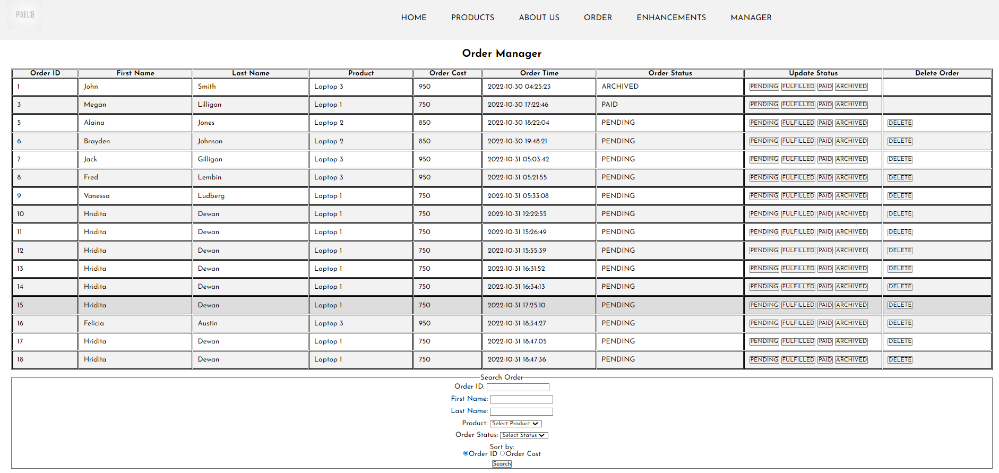 PIXEL:8
HOME PRODUCTS ABOUT US ORDER ENHANCEMENTS MANAGER
Order Manager
Order ID First Name Last Name Product Order Cost Order Time Order Status Update Status Delete Order
1 John Smith Laptop 3 950 2022-10-30 04:25:23 ARCHIVED PENDING FULFILLED PAID ARCHIVED
3 Megan Lilligan Laptop 1 750 2022-10-30 17:22:46 PAID PENDING FULFILLED PAID ARCHIVED
5 Alaina Jones Laptop 2 850 2022-10-30 18:22:04 PENDING PENDING FULFILLED PAID ARCHIVED DELETE
6 Brayden Johnson Laptop 2 850 2022-10-30 19:48:21 PENDING PENDING FULFILLED PAID ARCHIVED DELETE
7 Jack Gilligan Laptop 3 950 2022-10-31 05:03:42 PENDING PENDING FULFILLED PAID ARCHIVED DELETE
8 Fred Lembin Laptop 3 950 2022-10-31 05:21:55 PENDING PENDING FULFILLED PAID ARCHIVED DELETE
9 Vanessa Ludberg Laptop 1 750 2022-10-31 05:33:08 PENDING PENDING FULFILLED PAID ARCHIVED DELETE
10 Hridita Dewan Laptop 1 750 2022-10-31 12:22:55 PENDING PENDING FULFILLED PAID ARCHIVED DELETE
11 Hridita Dewan Laptop 1 750 2022-10-31 15:26:49 PENDING PENDING FULFILLED PAID ARCHIVED DELETE
12 Hridita Dewan Laptop 1 750 2022-10-31 15:55:39 PENDING PENDING FULFILLED PAID ARCHIVED DELETE
13 Hridita Dewan Laptop 1 750 2022-10-31 16:31:52 PENDING PENDING FULFILLED PAID ARCHIVED DELETE
14 Hridita Dewan Laptop 1 750 2022-10-31 16:34:13 PENDING PENDING FULFILLED PAID ARCHIVED DELETE
15 Hridita Dewan Laptop 1 750 2022-10-31 17:25:10 PENDING PENDING FULFILLED PAID ARCHIVED DELETE
16 Felicia Austin Laptop 3 950 2022-10-31 18:34:27 PENDING PENDING FULFILLED PAID ARCHIVED DELETE
17 Hridita Dewan Laptop 1 750 2022-10-31 18:47:05 PENDING PENDING FULFILLED PAID ARCHIVED DELETE
18 Hridita Dewan Laptop 1 750 2022-10-31 18:47:36 PENDING PENDING FULFILLED PAID ARCHIVED DELETE
Search Order
Order ID:
First Name:
Last Name:
Product: Select Product
Order Status: Select Status
Sort by:
Order ID Order Cost
Search